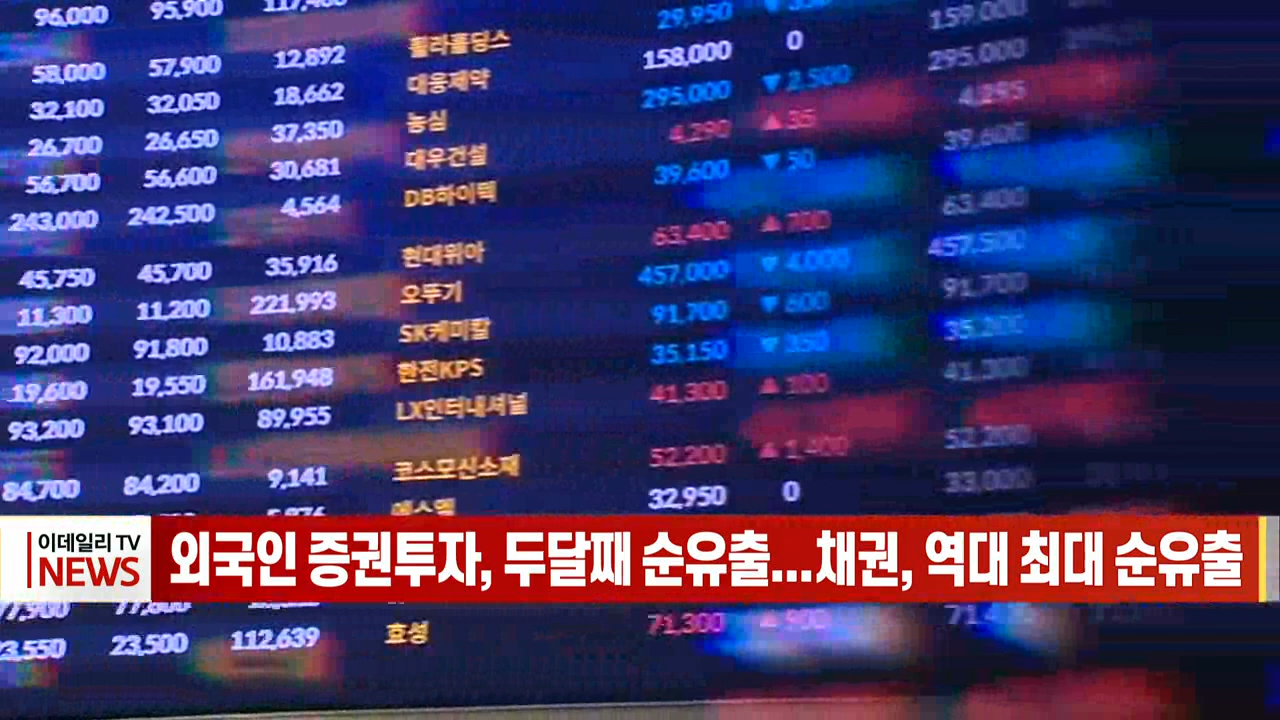 96,000 95,900
휠라홀딩스 29,950
58,000 57,900 12,892 대웅제약 158,000 0
32,100 32,050 18,662 농심 295,000 ▼ 2,500 295,000
26,700 26,650 37,350 대우건설 4,290 ▲ 35 4,295
56,700 56,600 30,681 DB하이텍 39,600 ▼ 50 39,600
243,000 242,500 4,564 현대위아 63,400 ▲ 700 63,400
45,750 45,700 35,916 오뚜기 457,000 ▼ 4,000 457,500
11,300 11,200 221,993 SK케미칼 91,700 ▼ 600 91,700
92,000 91,800 10,883 한전KPS 35,150 ▼ 350 35,200
19,600 19,550 161,948 LX인터내셔널 41,300 ▲ 100 41,300
93,200 93,100 89,955 코스모신소재 52,200 ▲ 1,400 52,200
84,700 84,200 9,141 32,950 0 33,000
이데일리 TV
NEWS
외국인 증권투자, 두달째 순유출...채권, 역대 최대 순유출
23,500 112,639 효성 71,300 ▲ 900